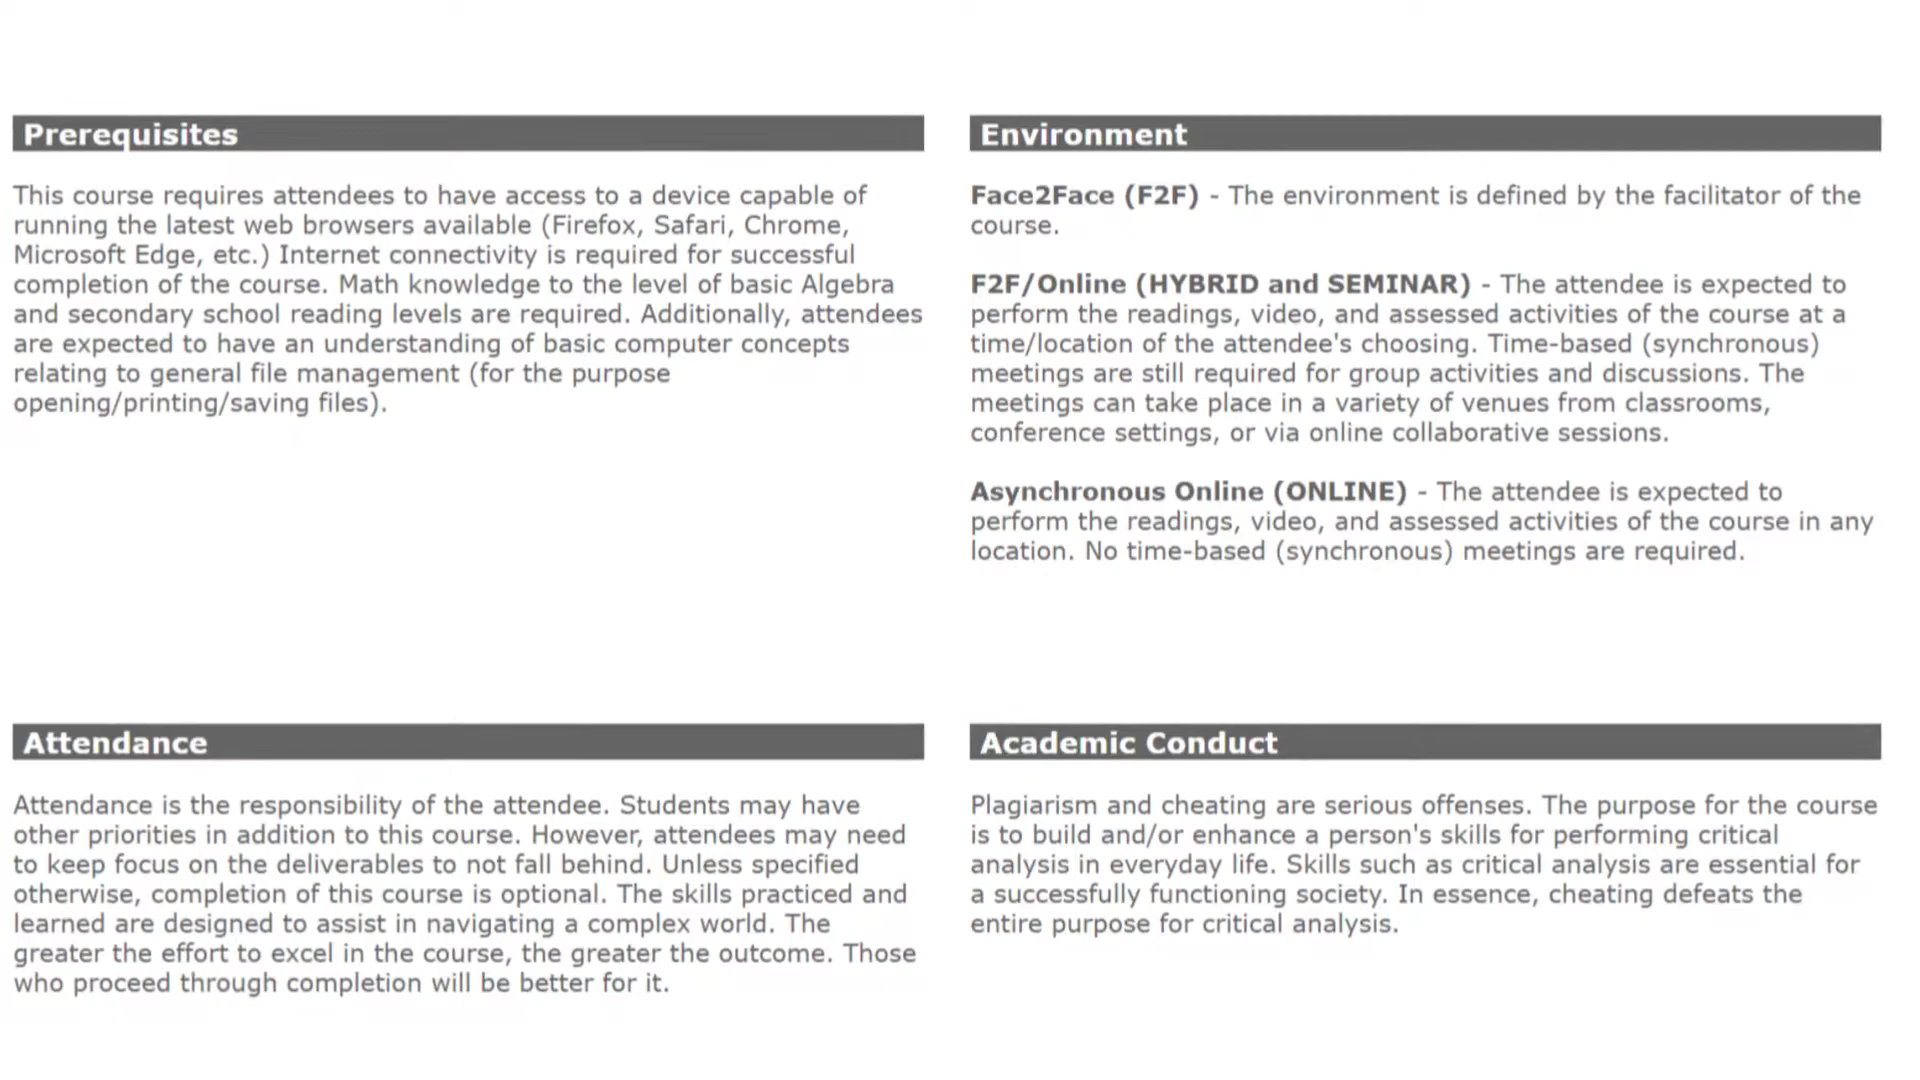 Prerequisites
This course requires attendees to have access to a device capable of
running the latest web browsers available (Firefox, Safari, Chrome,
Microsoft Edge, etc.) Internet connectivity is required for successful
completion of the course. Math knowledge to the level of basic Algebra
and secondary school reading levels are required. Additionally, attendees
are expected to have an understanding of basic computer concepts
relating to general file management (for the purpose
opening/printing/saving files).
Environment
Face2Face (F2F) - The environment is defined by the facilitator of the
course.
F2F/Online (HYBRID and SEMINAR) - The attendee is expected to
perform the readings, video, and assessed activities of the course at a
time/location of the attendee's choosing. Time-based (synchronous)
meetings are still required for group activities and discussions. The
meetings can take place in a variety of venues from classrooms,
conference settings, or via online collaborative sessions.
Asynchronous Online (ONLINE) - The attendee is expected to
perform the readings, video, and assessed activities of the course in any
location. No time-based (synchronous) meetings are required.
Attendance
Attendance is the responsibility of the attendee. Students may have
other priorities in addition to this course. However, attendees may need
to keep focus on the deliverables to not fall behind. Unless specified
otherwise, completion of this course is optional. The skills practiced and
learned are designed to assist in navigating a complex world. The
greater the effort to excel in the course, the greater the outcome. Those
who proceed through completion will be better for it.
Academic Conduct
Plagiarism and cheating are serious offenses. The purpose for the course
is to build and/or enhance a person's skills for performing critical
analysis in everyday life. Skills such as critical analysis are essential for
a successfully functioning society. In essence, cheating defeats the
entire purpose for critical analysis.